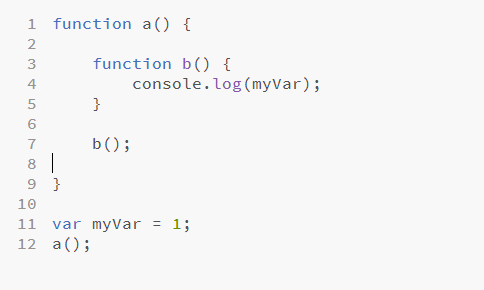 1 function a() {
2
3     function b() {
4         console.log(myVar);
5     }
6
7     b();
8
9 }
10
11 var myVar = 1;
12 a();